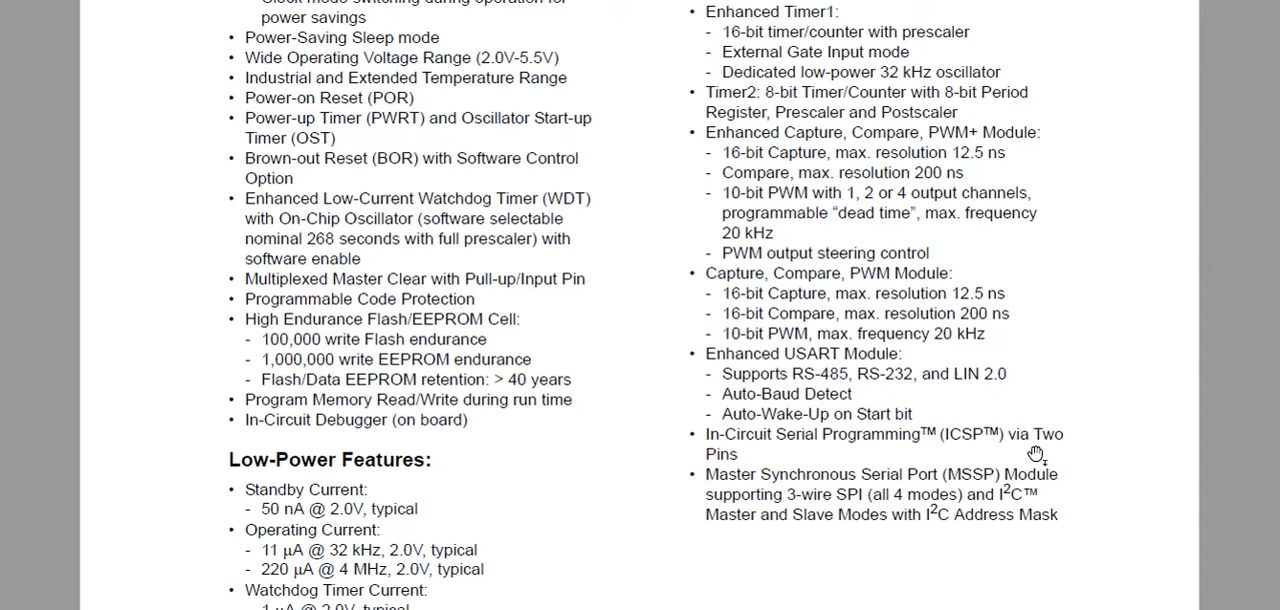 Clock mode switching during operation for
power savings
• Power-Saving Sleep mode
• Wide Operating Voltage Range (2.0V-5.5V)
• Industrial and Extended Temperature Range
• Power-on Reset (POR)
• Power-up Timer (PWRT) and Oscillator Start-up
Timer (OST)
• Brown-out Reset (BOR) with Software Control
Option
• Enhanced Low-Current Watchdog Timer (WDT)
with On-Chip Oscillator (software selectable
nominal 268 seconds with full prescaler) with
software enable
• Multiplexed Master Clear with Pull-up/Input Pin
• Programmable Code Protection
• High Endurance Flash/EEPROM Cell:
- 100,000 write Flash endurance
- 1,000,000 write EEPROM endurance
- Flash/Data EEPROM retention: > 40 years
• Program Memory Read/Write during run time
• In-Circuit Debugger (on board)
Low-Power Features:
• Standby Current:
- 50 nA @ 2.0V, typical
• Operating Current:
- 11 μA @ 32 kHz, 2.0V, typical
- 220 μA @ 4 MHz, 2.0V, typical
• Watchdog Timer Current:
- 1 μA @ 2.0V, typical
• Enhanced Timer1:
- 16-bit timer/counter with prescaler
- External Gate Input mode
- Dedicated low-power 32 kHz oscillator
• Timer2: 8-bit Timer/Counter with 8-bit Period
Register, Prescaler and Postscaler
• Enhanced Capture, Compare, PWM+ Module:
- 16-bit Capture, max. resolution 12.5 ns
- Compare, max. resolution 200 ns
- 10-bit PWM with 1, 2 or 4 output channels,
programmable “dead time”, max. frequency
20 kHz
- PWM output steering control
• Capture, Compare, PWM Module:
- 16-bit Capture, max. resolution 12.5 ns
- 16-bit Compare, max. resolution 200 ns
- 10-bit PWM, max. frequency 20 kHz
• Enhanced USART Module:
- Supports RS-485, RS-232, and LIN 2.0
- Auto-Baud Detect
- Auto-Wake-Up on Start bit
• In-Circuit Serial Programming™ (ICSP™) via Two
Pins
• Master Synchronous Serial Port (MSSP) Module
supporting 3-wire SPI (all 4 modes) and I²C™
Master and Slave Modes with I²C Address Mask